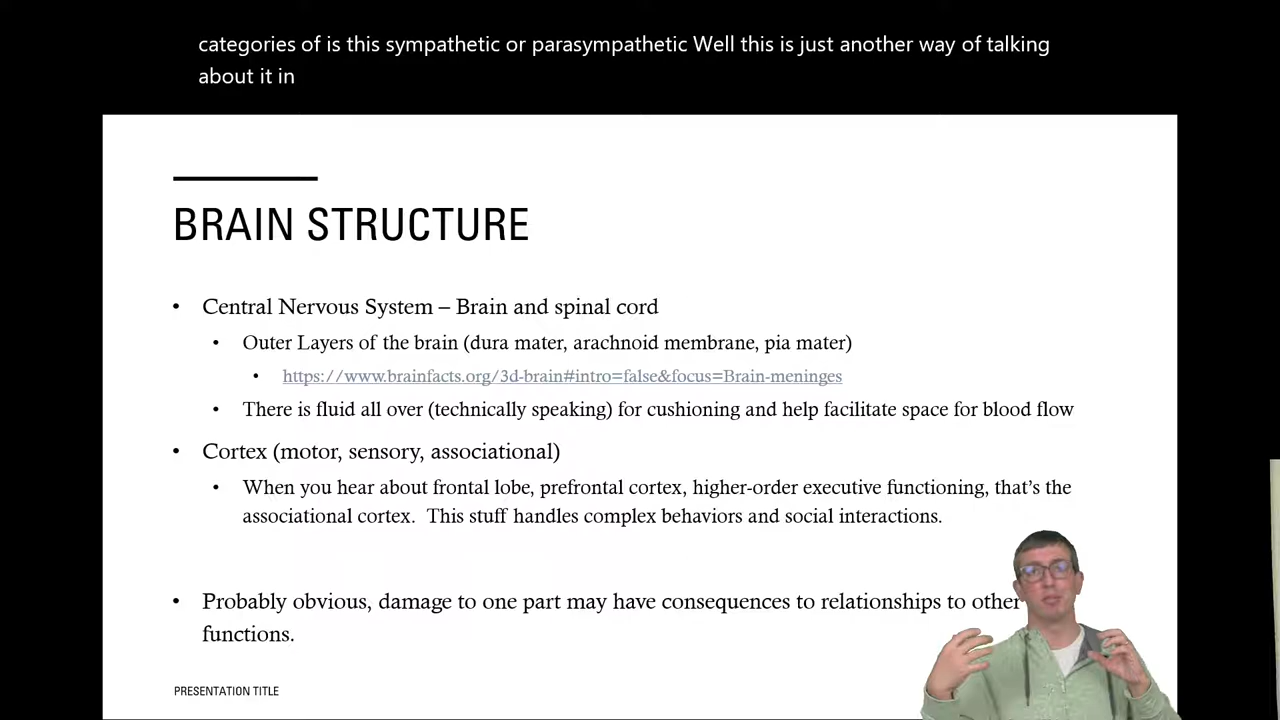 categories of is this sympathetic or parasympathetic Well this is just another way of talking
about it in
BRAIN STRUCTURE
• Central Nervous System – Brain and spinal cord
• Outer Layers of the brain (dura mater, arachnoid membrane, pia mater)
• https://www.brainfacts.org/3d-brain#intro=false&focus=Brain-meninges
• There is fluid all over (technically speaking) for cushioning and help facilitate space for blood flow
• Cortex (motor, sensory, associational)
• When you hear about frontal lobe, prefrontal cortex, higher-order executive functioning, that's the
associational cortex.  This stuff handles complex behaviors and social interactions.
• Probably obvious, damage to one part may have consequences to relationships to other
functions.
PRESENTATION TITLE